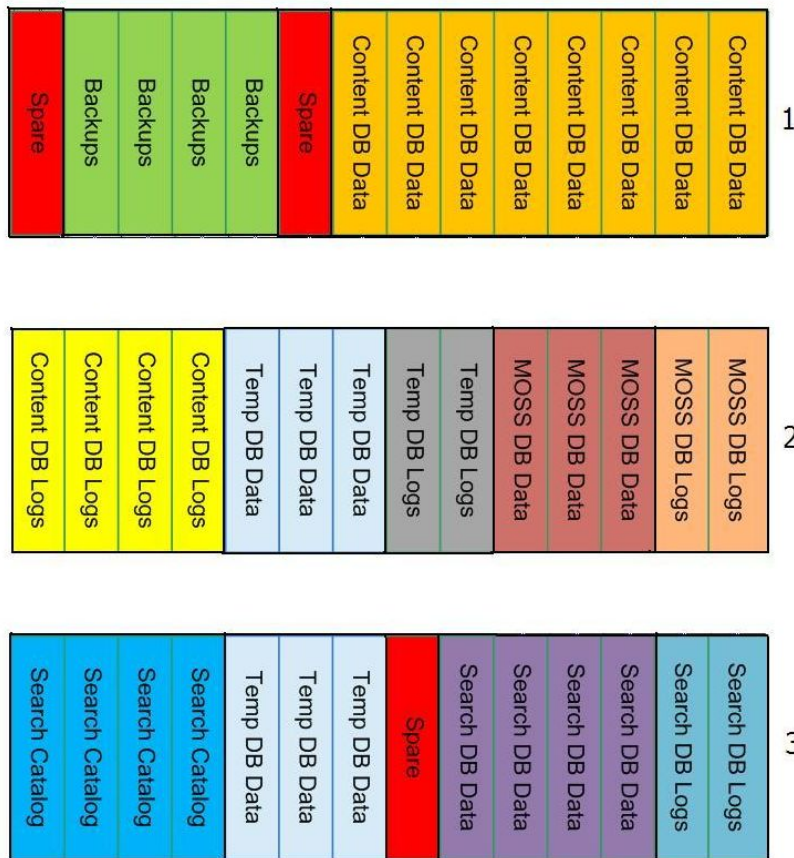 Spare
Backups
Backups
Backups
Backups
Spare
Content DB Data
Content DB Data
Content DB Data
Content DB Data
Content DB Data
Content DB Data
Content DB Data
Content DB Data
1
Content DB Logs
Content DB Logs
Content DB Logs
Content DB Logs
Temp DB Data
Temp DB Data
Temp DB Data
Temp DB Logs
Temp DB Logs
MOSS DB Data
MOSS DB Data
MOSS DB Data
MOSS DB Logs
MOSS DB Logs
2
Search Catalog
Search Catalog
Search Catalog
Search Catalog
Temp DB Data
Temp DB Data
Temp DB Data
Spare
Search DB Data
Search DB Data
Search DB Data
Search DB Data
Search DB Logs
Search DB Logs
3